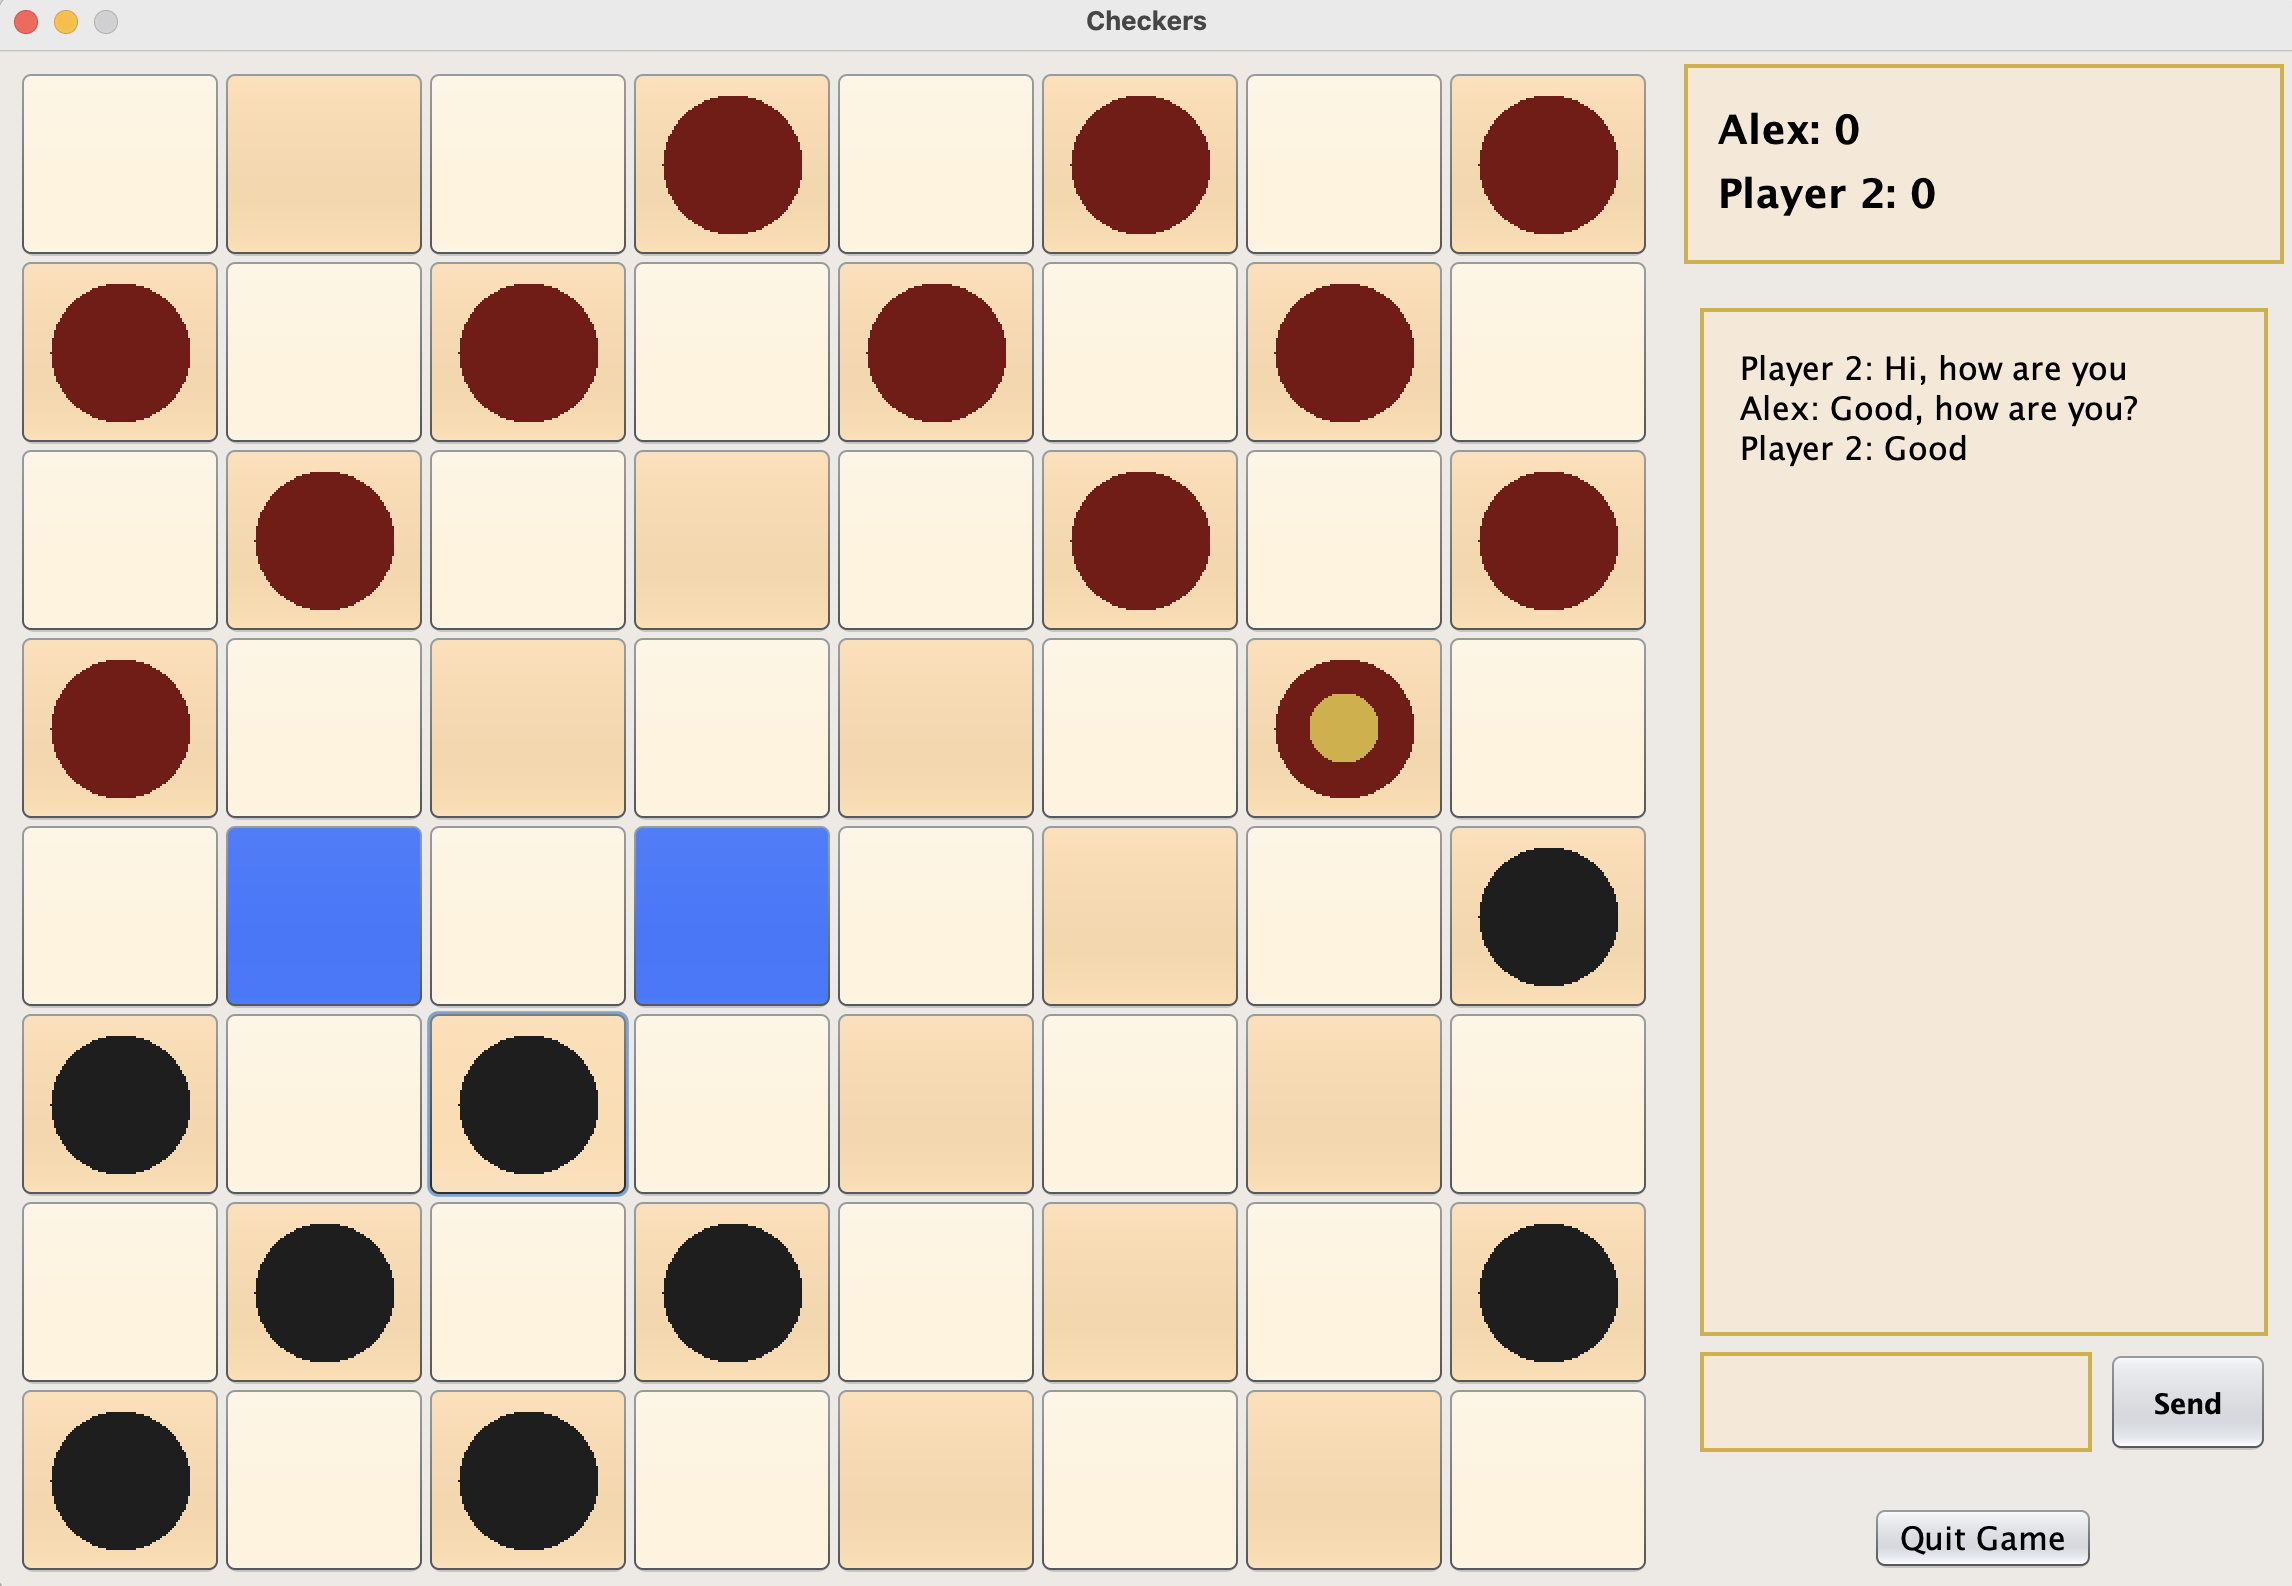 Checkers
Alex: 0
Player 2: 0
Player 2: Hi, how are you
Alex: Good, how are you?
Player 2: Good
Send
Quit Game